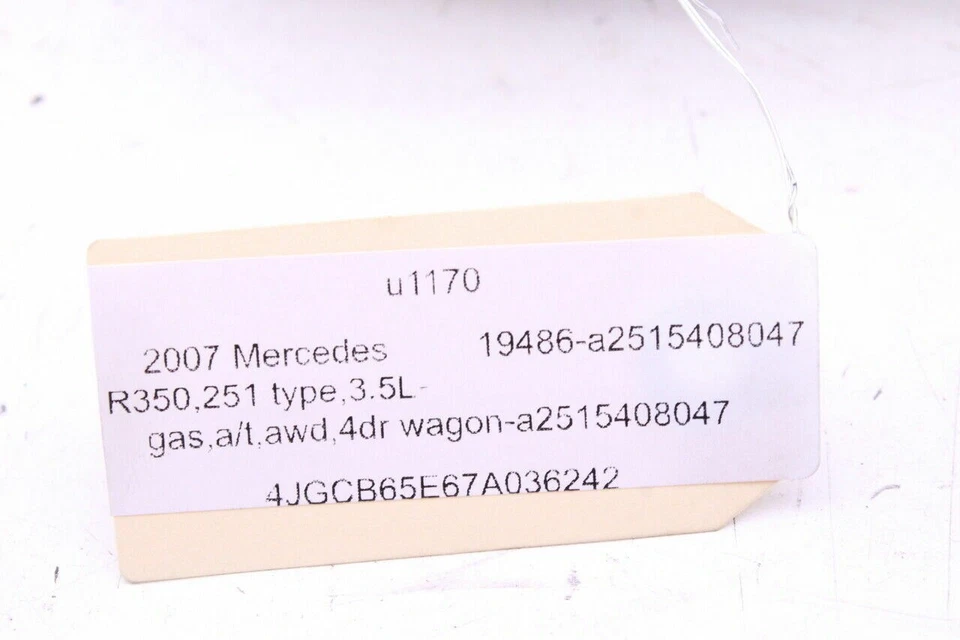 u1170
2007 Mercedes 19486-a2515408047
R350,251 type,3.5L-
gas,a/t,awd,4dr wagon-a2515408047
4JGCB65E67A036242